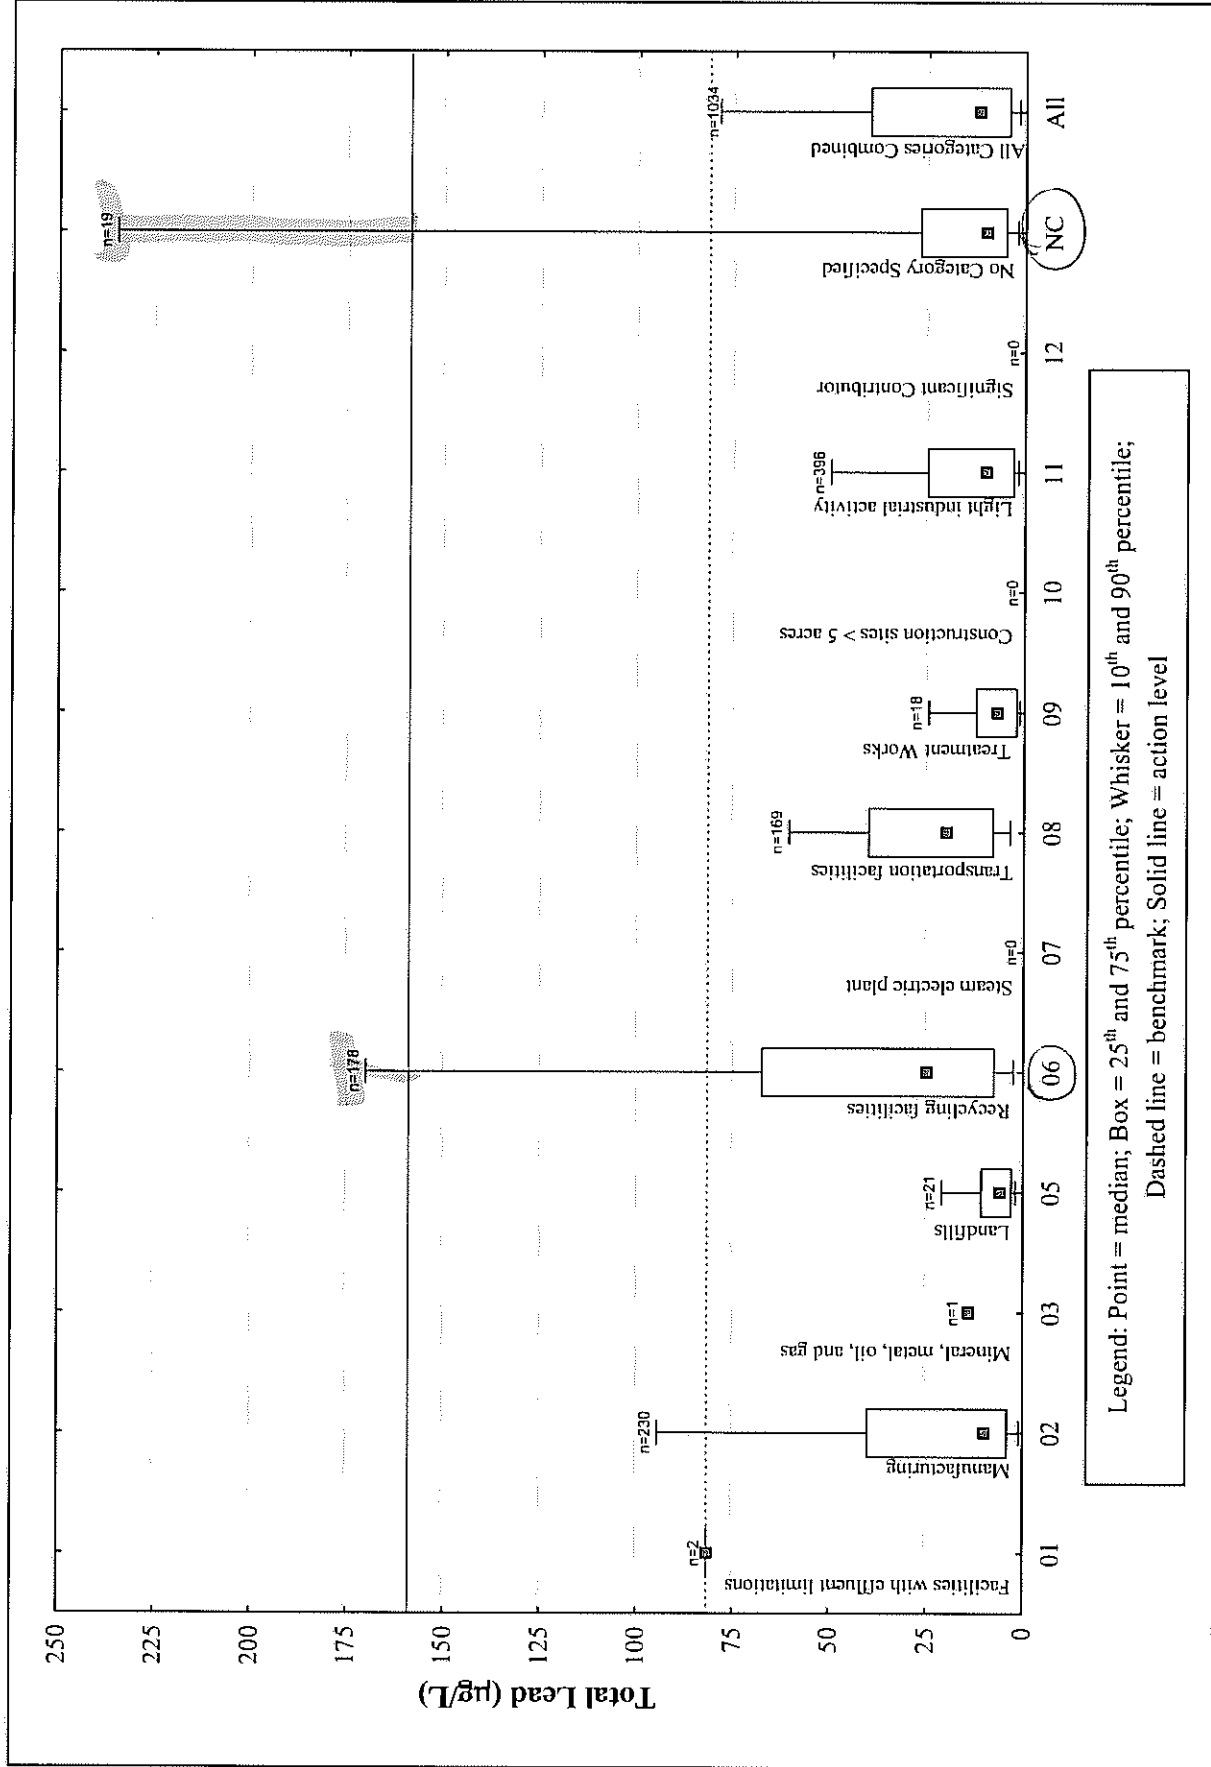 Total Lead (µg/L)
250
225
200
175
150
125
100
75
50
25
0
n=2
Facilities with effluent limitations
01
n=230
Manufacturing
02
n=1
Mineral, metal, oil, and gas
03
n=21
Landfills
05
n=178
Recycling facilities
06
n=0
Steam electric plant
07
n=169
Transportation facilities
08
n=18
Treatment Works
09
n=0
Construction sites > 5 acres
10
n=396
Light industrial activity
11
n=0
Significant Contributor
12
n=19
No Category Specified
NC
n=1034
All Categories Combined
All
Legend: Point = median; Box = 25th and 75th percentile; Whisker = 10th and 90th percentile;
Dashed line = benchmark; Solid line = action level